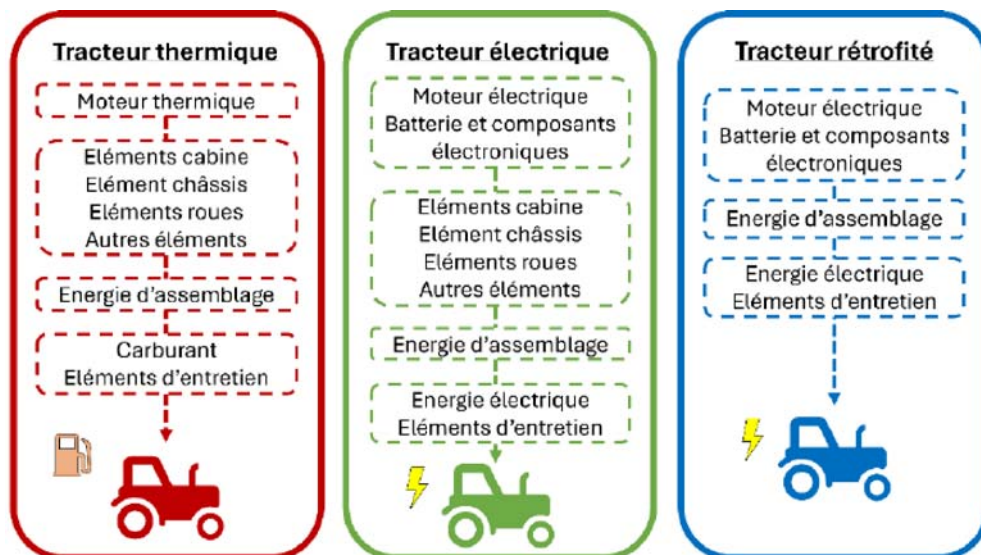 Tracteur thermique
Moteur thermique
Eléments cabine
Elément châssis
Eléments roues
Autres éléments
Energie d'assemblage
Carburant
Eléments d'entretien
Tracteur électrique
Moteur électrique
Batterie et composants
électroniques
Eléments cabine
Elément châssis
Eléments roues
Autres éléments
Energie d'assemblage
Energie électrique
Eléments d'entretien
Tracteur rétrofité
Moteur électrique
Batterie et composants
électroniques
Energie d'assemblage
Energie électrique
Eléments d'entretien